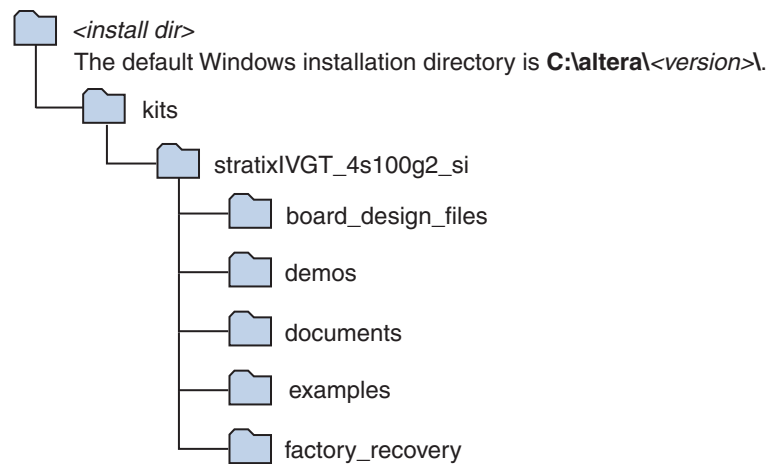 <install dir>
The default Windows installation directory is C:\altera\<version>\.
kits
stratixIVGT_4s100g2_si
board_design_files
demos
documents
examples
factory_recovery